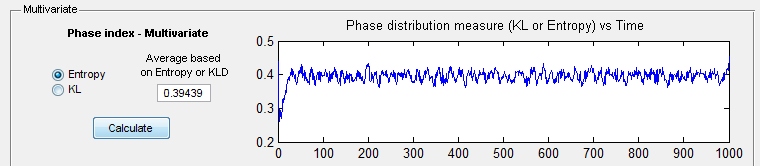 Multivariate
Phase index - Multivariate
Average based
on Entropy or KLD
Entropy
KL
0.39439
Calculate
Phase distribution measure (KL or Entropy) vs Time
0.5
0.4
0.3
0.2
0 100 200 300 400 500 600 700 800 900 1000